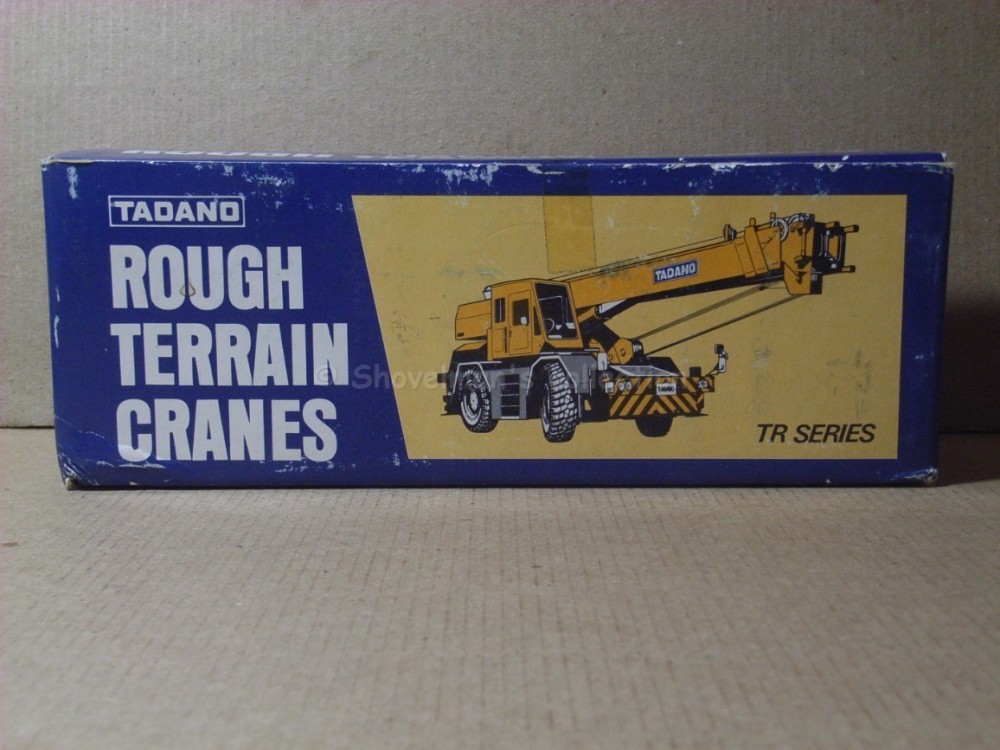 TADANO
ROUGH
TERRAIN
CRANES
TADANO
TADANO
TR SERIES